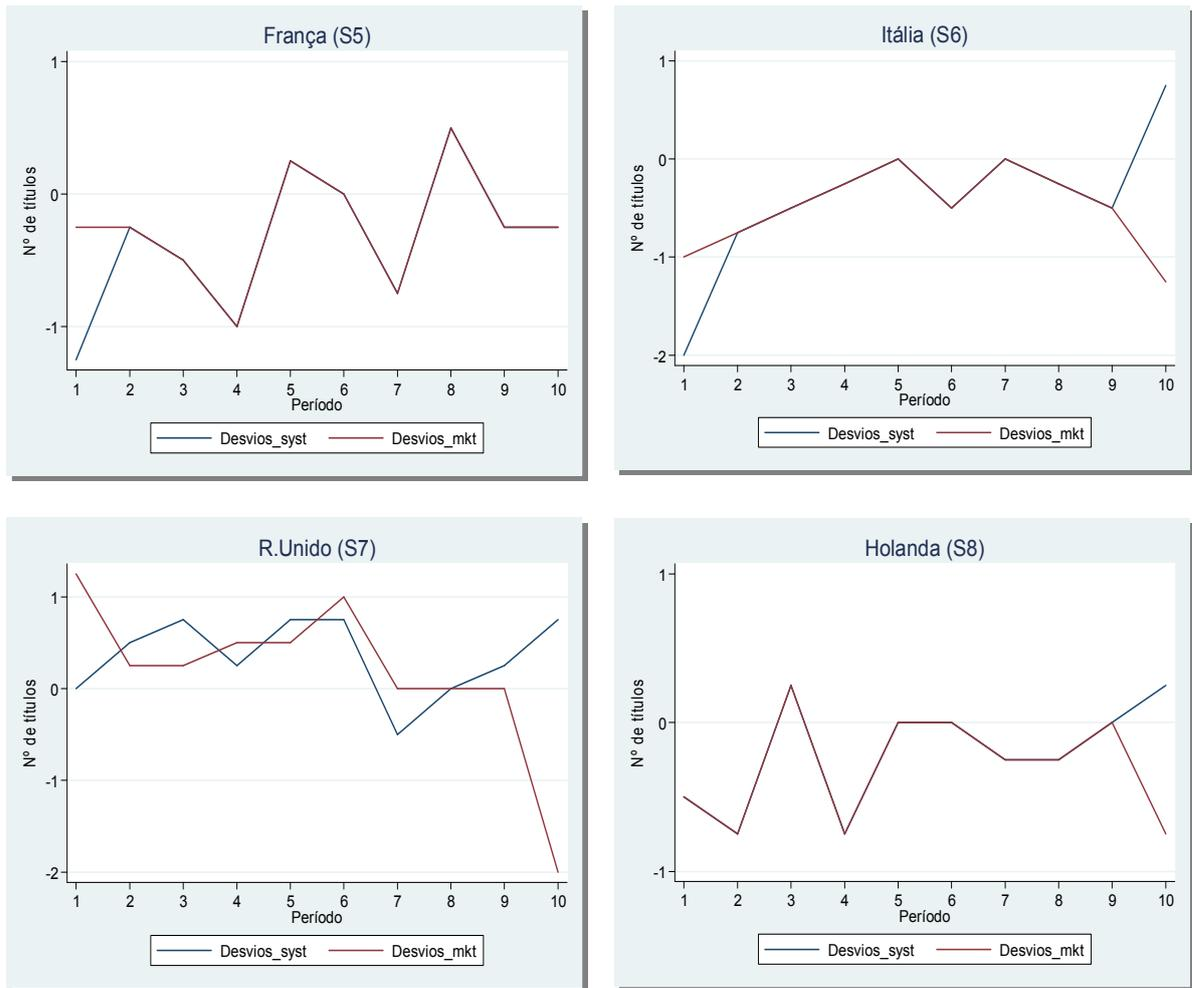 França (S5)
1
0
-1
Nº de títulos
1 2 3 4 5 6 7 8 9 10
Período
Desvios_syst Desvios_mkt
Itália (S6)
1
0
-1
-2
Nº de títulos
1 2 3 4 5 6 7 8 9 10
Período
Desvios_syst Desvios_mkt
R.Unido (S7)
1
0
-1
-2
Nº de títulos
1 2 3 4 5 6 7 8 9 10
Período
Desvios_syst Desvios_mkt
Holanda (S8)
1
0
-1
Nº de títulos
1 2 3 4 5 6 7 8 9 10
Período
Desvios_syst Desvios_mkt